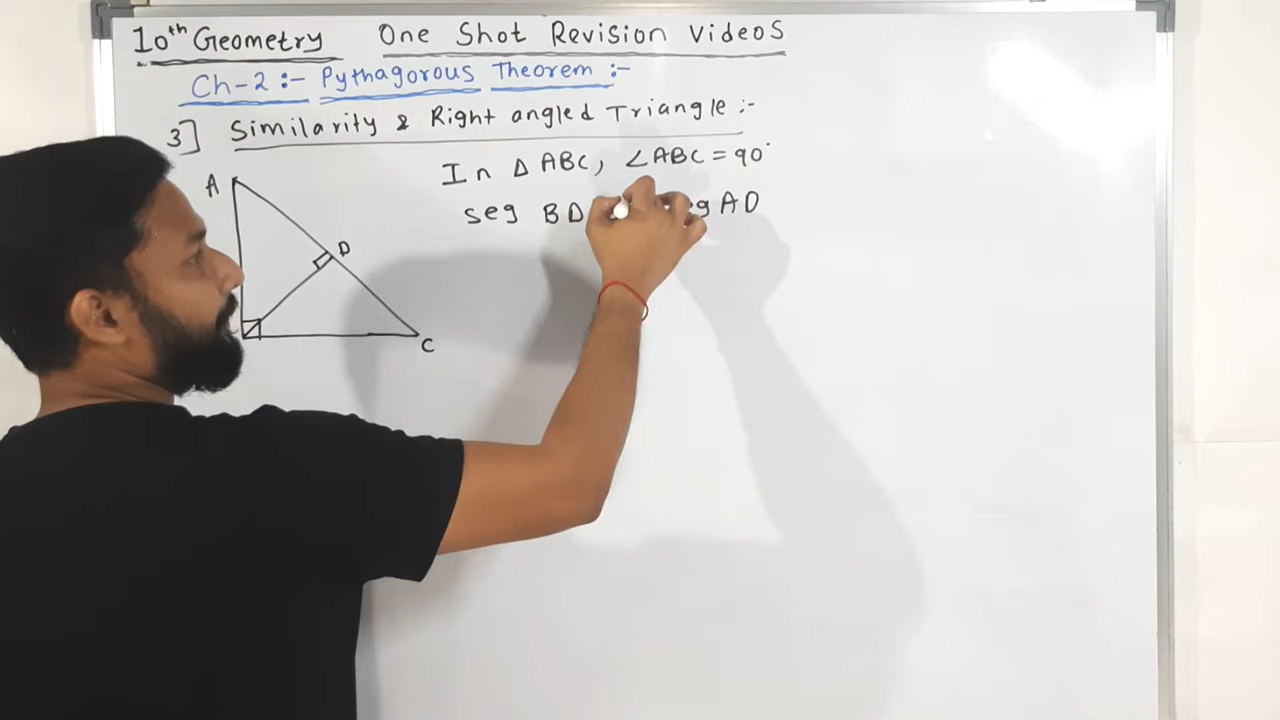 10th Geometry One Shot Revision Videos
Ch-2 :- Pythagorous Theorem :-
3] Similarity & Right angled Triangle :-
In Δ ABC, ∠ABC = 90°
seg BD AD
A
D
C